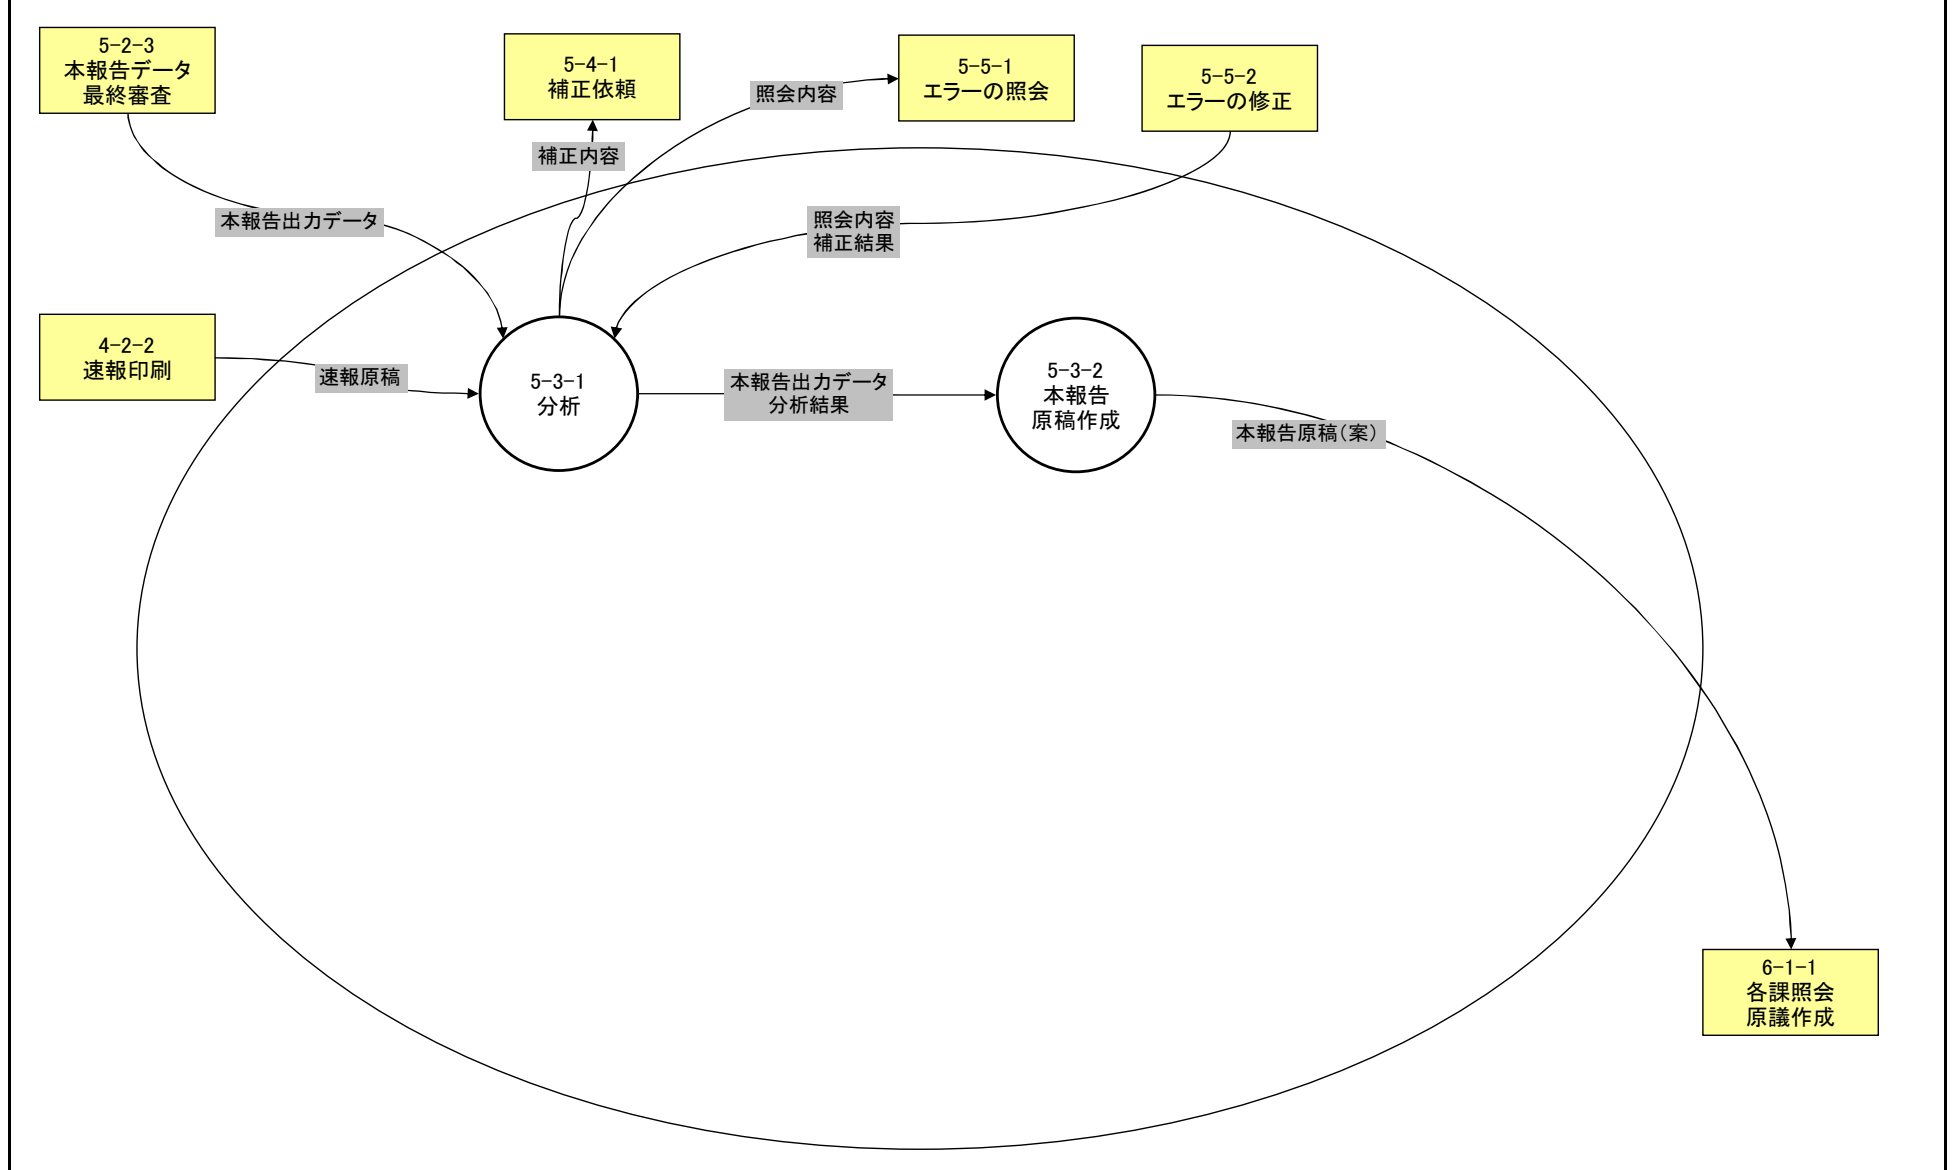 5-2-3
本報告データ
最終審査
5-4-1
補正依頼
5-5-1
エラーの照会
5-5-2
エラーの修正
照会内容
補正内容
本報告出力データ
照会内容
補正結果
4-2-2
速報印刷
速報原稿
5-3-1
分析
本報告出力データ
分析結果
5-3-2
本報告
原稿作成
本報告原稿(案)
6-1-1
各課照会
原議作成